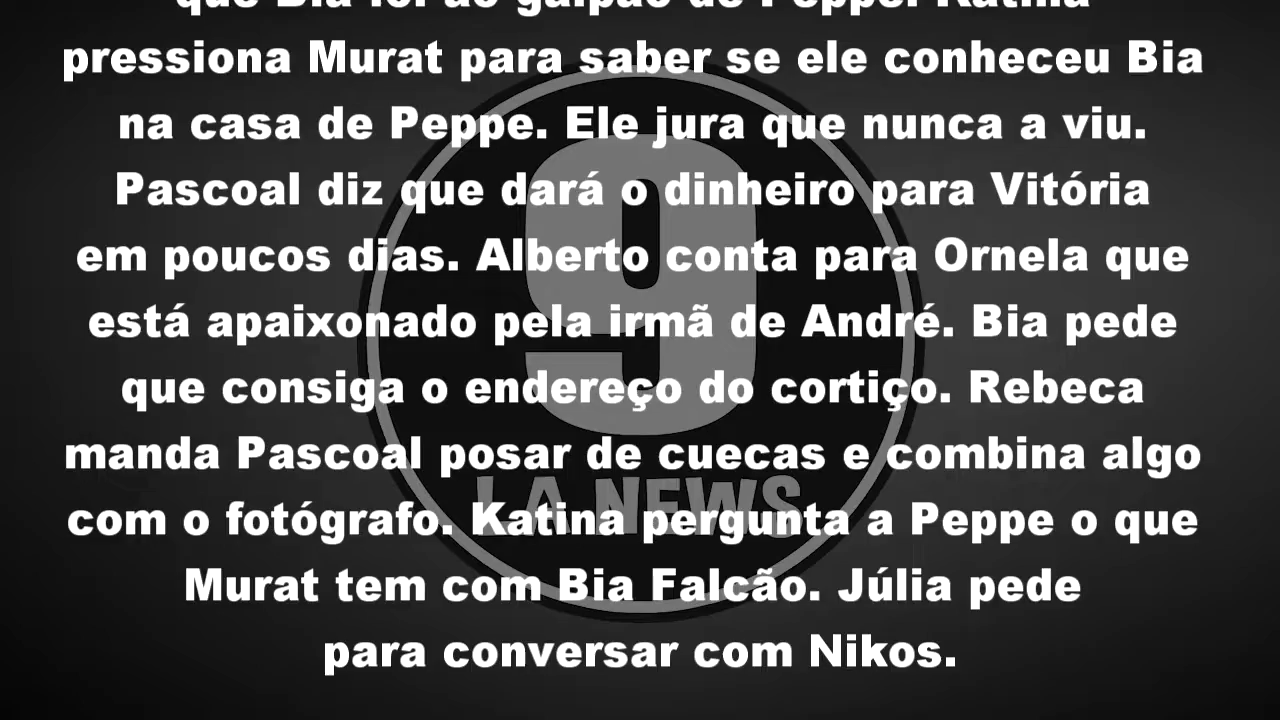 que Bia foi ao galpão de Peppe. Katina
pressiona Murat para saber se ele conheceu Bia
na casa de Peppe. Ele jura que nunca a viu.
Pascoal diz que dará o dinheiro para Vitória
em poucos dias. Alberto conta para Ornela que
está apaixonado pela irmã de André. Bia pede
que consiga o endereço do cortiço. Rebeca
manda Pascoal posar de cuecas e combina algo
com o fotógrafo. Katina pergunta a Peppe o que
Murat tem com Bia Falcão. Júlia pede
para conversar com Nikos.
9
LA NEWS